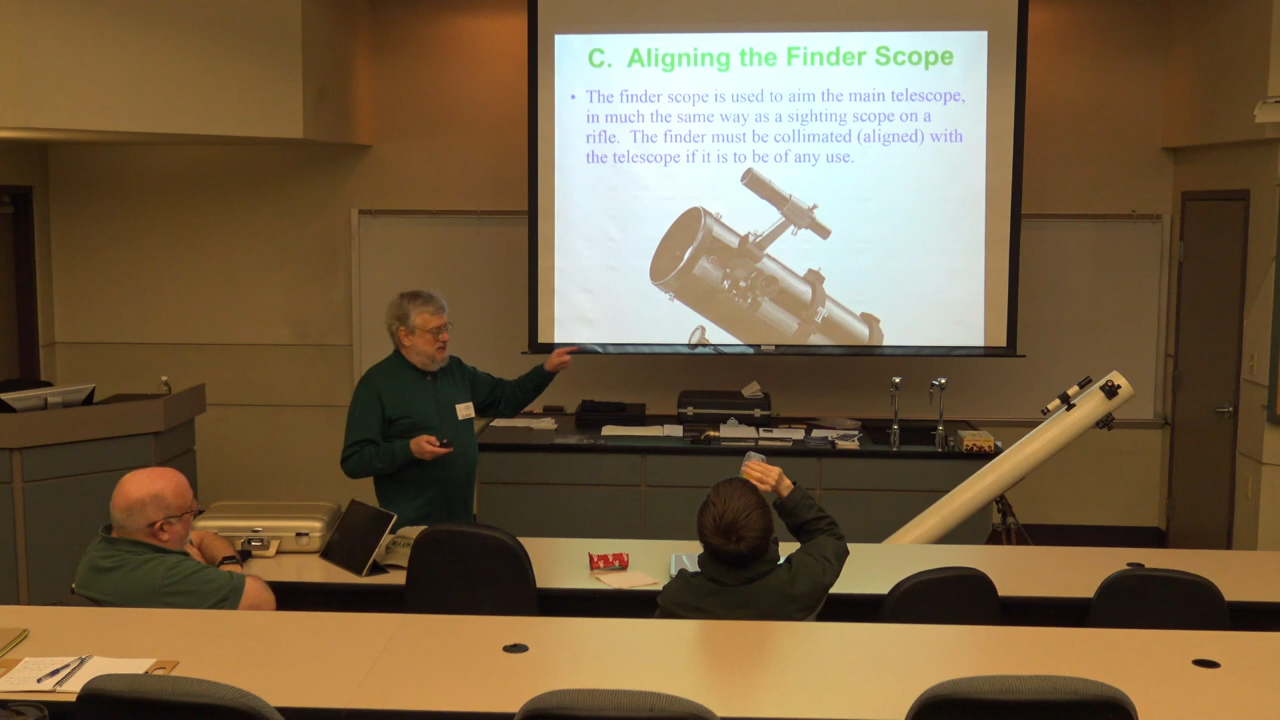 C. Aligning the Finder Scope
• The finder scope is used to aim the main telescope,
in much the same way as a sighting scope on a
rifle. The finder must be collimated (aligned) with
the telescope if it is to be of any use.